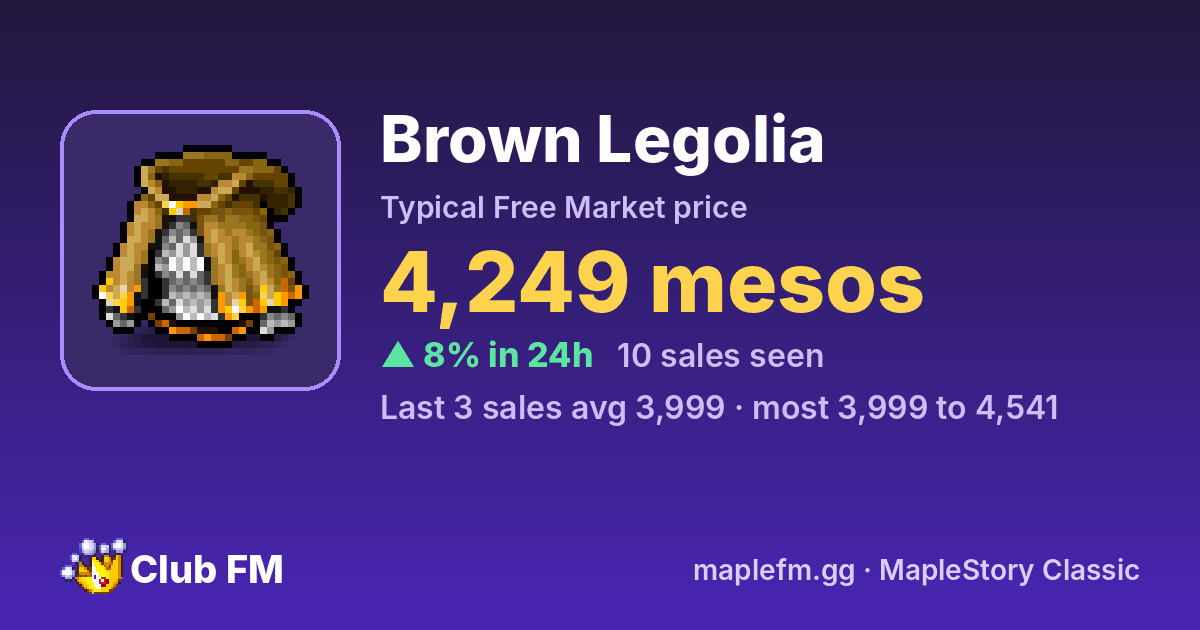 Brown Legolia
Typical Free Market price
4,249 mesos
▲ 8% in 24h 10 sales seen
Last 3 sales avg 3,999 · most 3,999 to 4,541
Club FM
maplefm.gg · MapleStory Classic